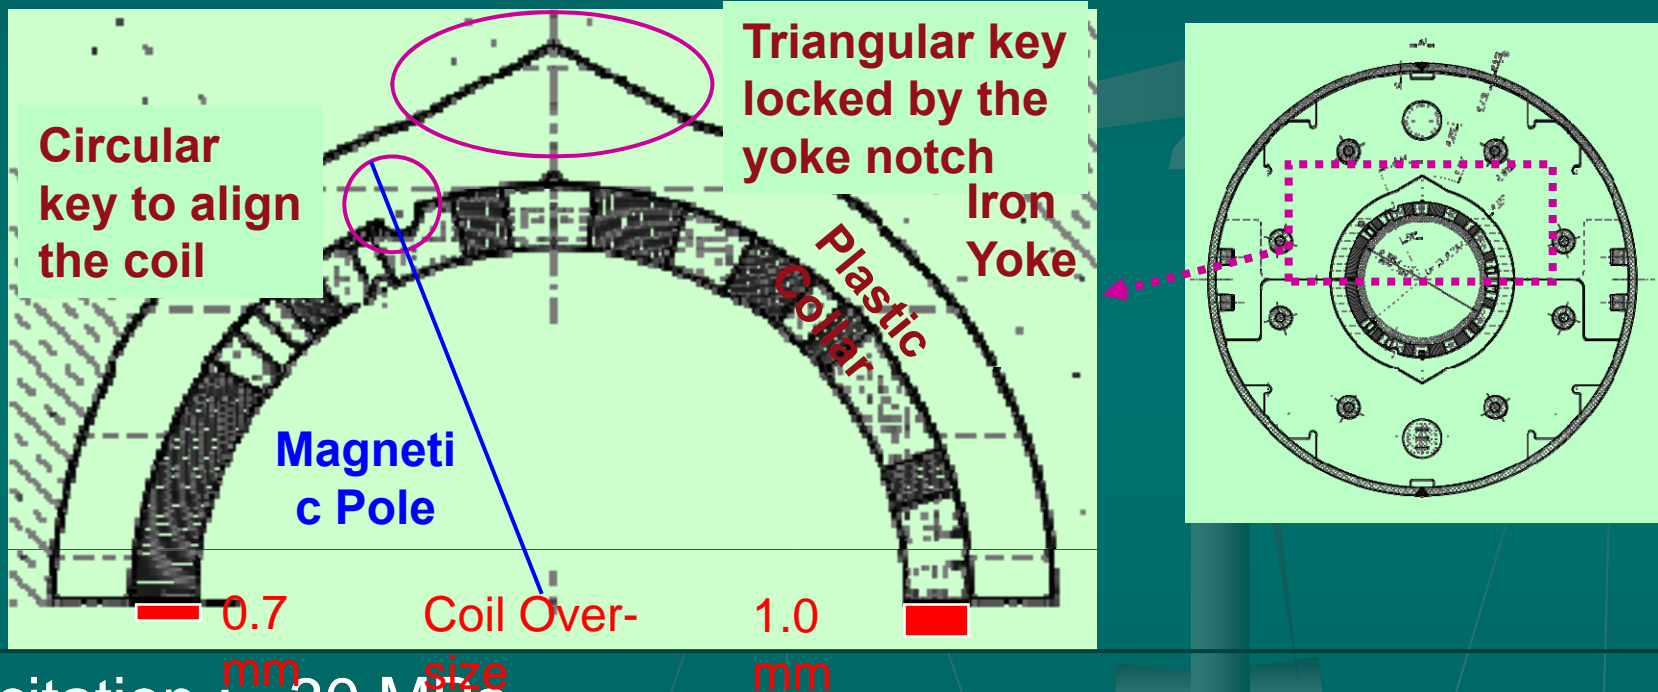 Triangular key
locked by the
yoke notch
Circular
key to align
the coil
Iron
Yoke
Plastic
Collar
Magneti
c Pole
0.7
mm
Coil Over-
size
1.0
mm